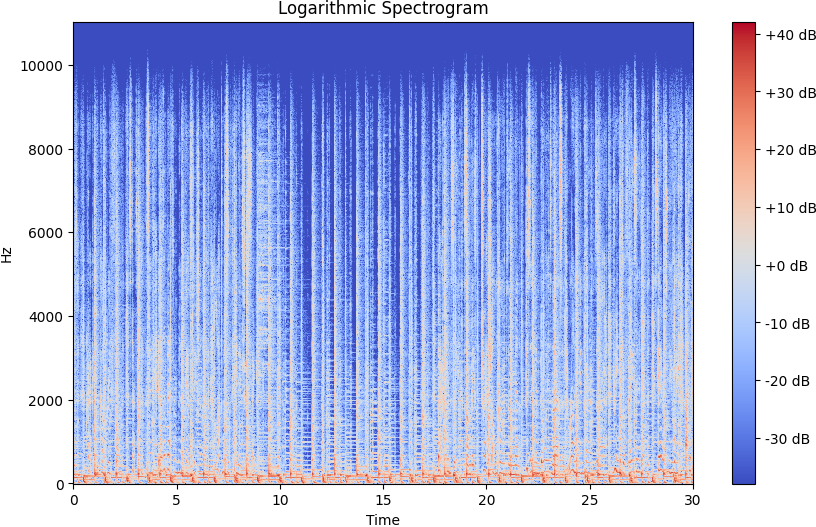 Logarithmic Spectrogram
Hz
10000
8000
6000
4000
2000
0
0 5 10 15 20 25 30
Time
+40 dB
+30 dB
+20 dB
+10 dB
+0 dB
-10 dB
-20 dB
-30 dB